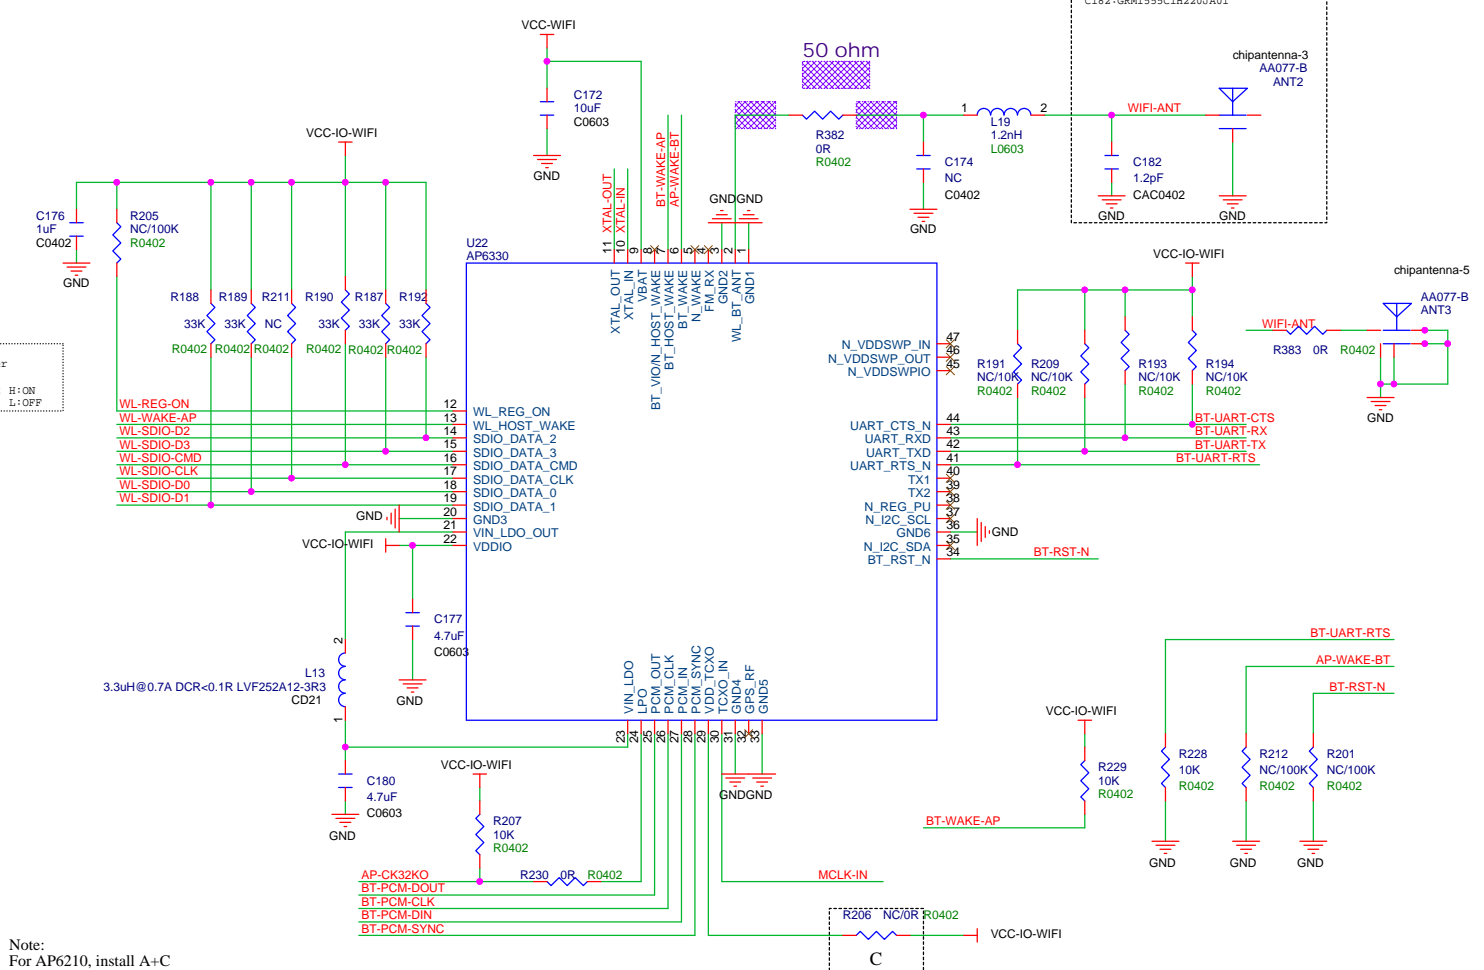 C182:GRM1555C1H220JA01
VCC-WIFI
50 ohm
chipantenna-3
AA077-B
ANT2
C172
10uF
C0603
GND
VCC-IO-WIFI
R382
0R
R0402
1
2
L19
1.2nH
L0603
WIFI-ANT
C174
NC
C0402
GND
C182
1.2pF
CAC0402
GND
GND
C176
1uF
C0402
GND
R205
NC/100K
R0402
XTAL-OUT
XTAL-IN
BT-WAKE-AP
AP-WAKE-BT
GND
GND
U22
AP6330
11
10
9
8
7
6
5
4
3
2
1
XTAL_OUT
XTAL_IN
VBAT
BT_VIO/N_HOST_WAKE
BT_HOST_WAKE
BT_WAKE
N_WAKE
FM_RX
GND2
WL_BT_ANT
GND1
R188
33K
R0402
R189
33K
R0402
R211
NC
R0402
R190
33K
R0402
R187
33K
R0402
R192
33K
R0402
VCC-IO-WIFI
chipantenna-5
AA077-B
ANT3
WIFI-ANT
R383 0R R0402
GND
R191
NC/10K
R0402
R209
NC/10K
R0402
R193
NC/10K
R0402
R194
NC/10K
R0402
H:ON
L:OFF
WL-REG-ON 12 WL_REG_ON
WL-WAKE-AP 13 WL_HOST_WAKE
WL-SDIO-D2 14 SDIO_DATA_2
WL-SDIO-D3 15 SDIO_DATA_3
WL-SDIO-CMD 16 SDIO_DATA_CMD
WL-SDIO-CLK 17 SDIO_DATA_CLK
WL-SDIO-D0 18 SDIO_DATA_0
WL-SDIO-D1 19 SDIO_DATA_1
GND 20 GND3
21 VIN_LDO_OUT
VCC-IO-WIFI 22 VDDIO
N_VDDSWP_IN 47
N_VDDSWP_OUT 46
N_VDDSWPIO 45
UART_CTS_N 44 BT-UART-CTS
UART_RXD 43 BT-UART-RX
UART_TXD 42 BT-UART-TX
UART_RTS_N 41 BT-UART-RTS
TX1 40
TX2 39
N_REG_PU 38
N_I2C_SCL 37
GND6 36 GND
N_I2C_SDA 35
BT_RST_N 34 BT-RST-N
C177
4.7uF
C0603
GND
2
L13
3.3uH@0.7A DCR<0.1R LVF252A12-3R3
CD21
1
VIN_LDO
LPO
PCM_OUT
PCM_CLK
PCM_IN
PCM_SYNC
VDD_TCXO
TCXO_IN
GND4
GPS_RF
GND5
23
24
25
26
27
28
29
30
31
32
33
C180
4.7uF
C0603
GND
VCC-IO-WIFI
R207
10K
R0402
GND
GND
BT-UART-RTS
AP-WAKE-BT
BT-RST-N
VCC-IO-WIFI
R229
10K
R0402
BT-WAKE-AP
R228
10K
R0402
GND
R212
NC/100K
R0402
GND
R201
NC/100K
R0402
GND
AP-CK32KO
R230 0R R0402
MCLK-IN
BT-PCM-DOUT
BT-PCM-CLK
BT-PCM-DIN
BT-PCM-SYNC
R206 NC/0R R0402
VCC-IO-WIFI
C
Note:
For AP6210, install A+C